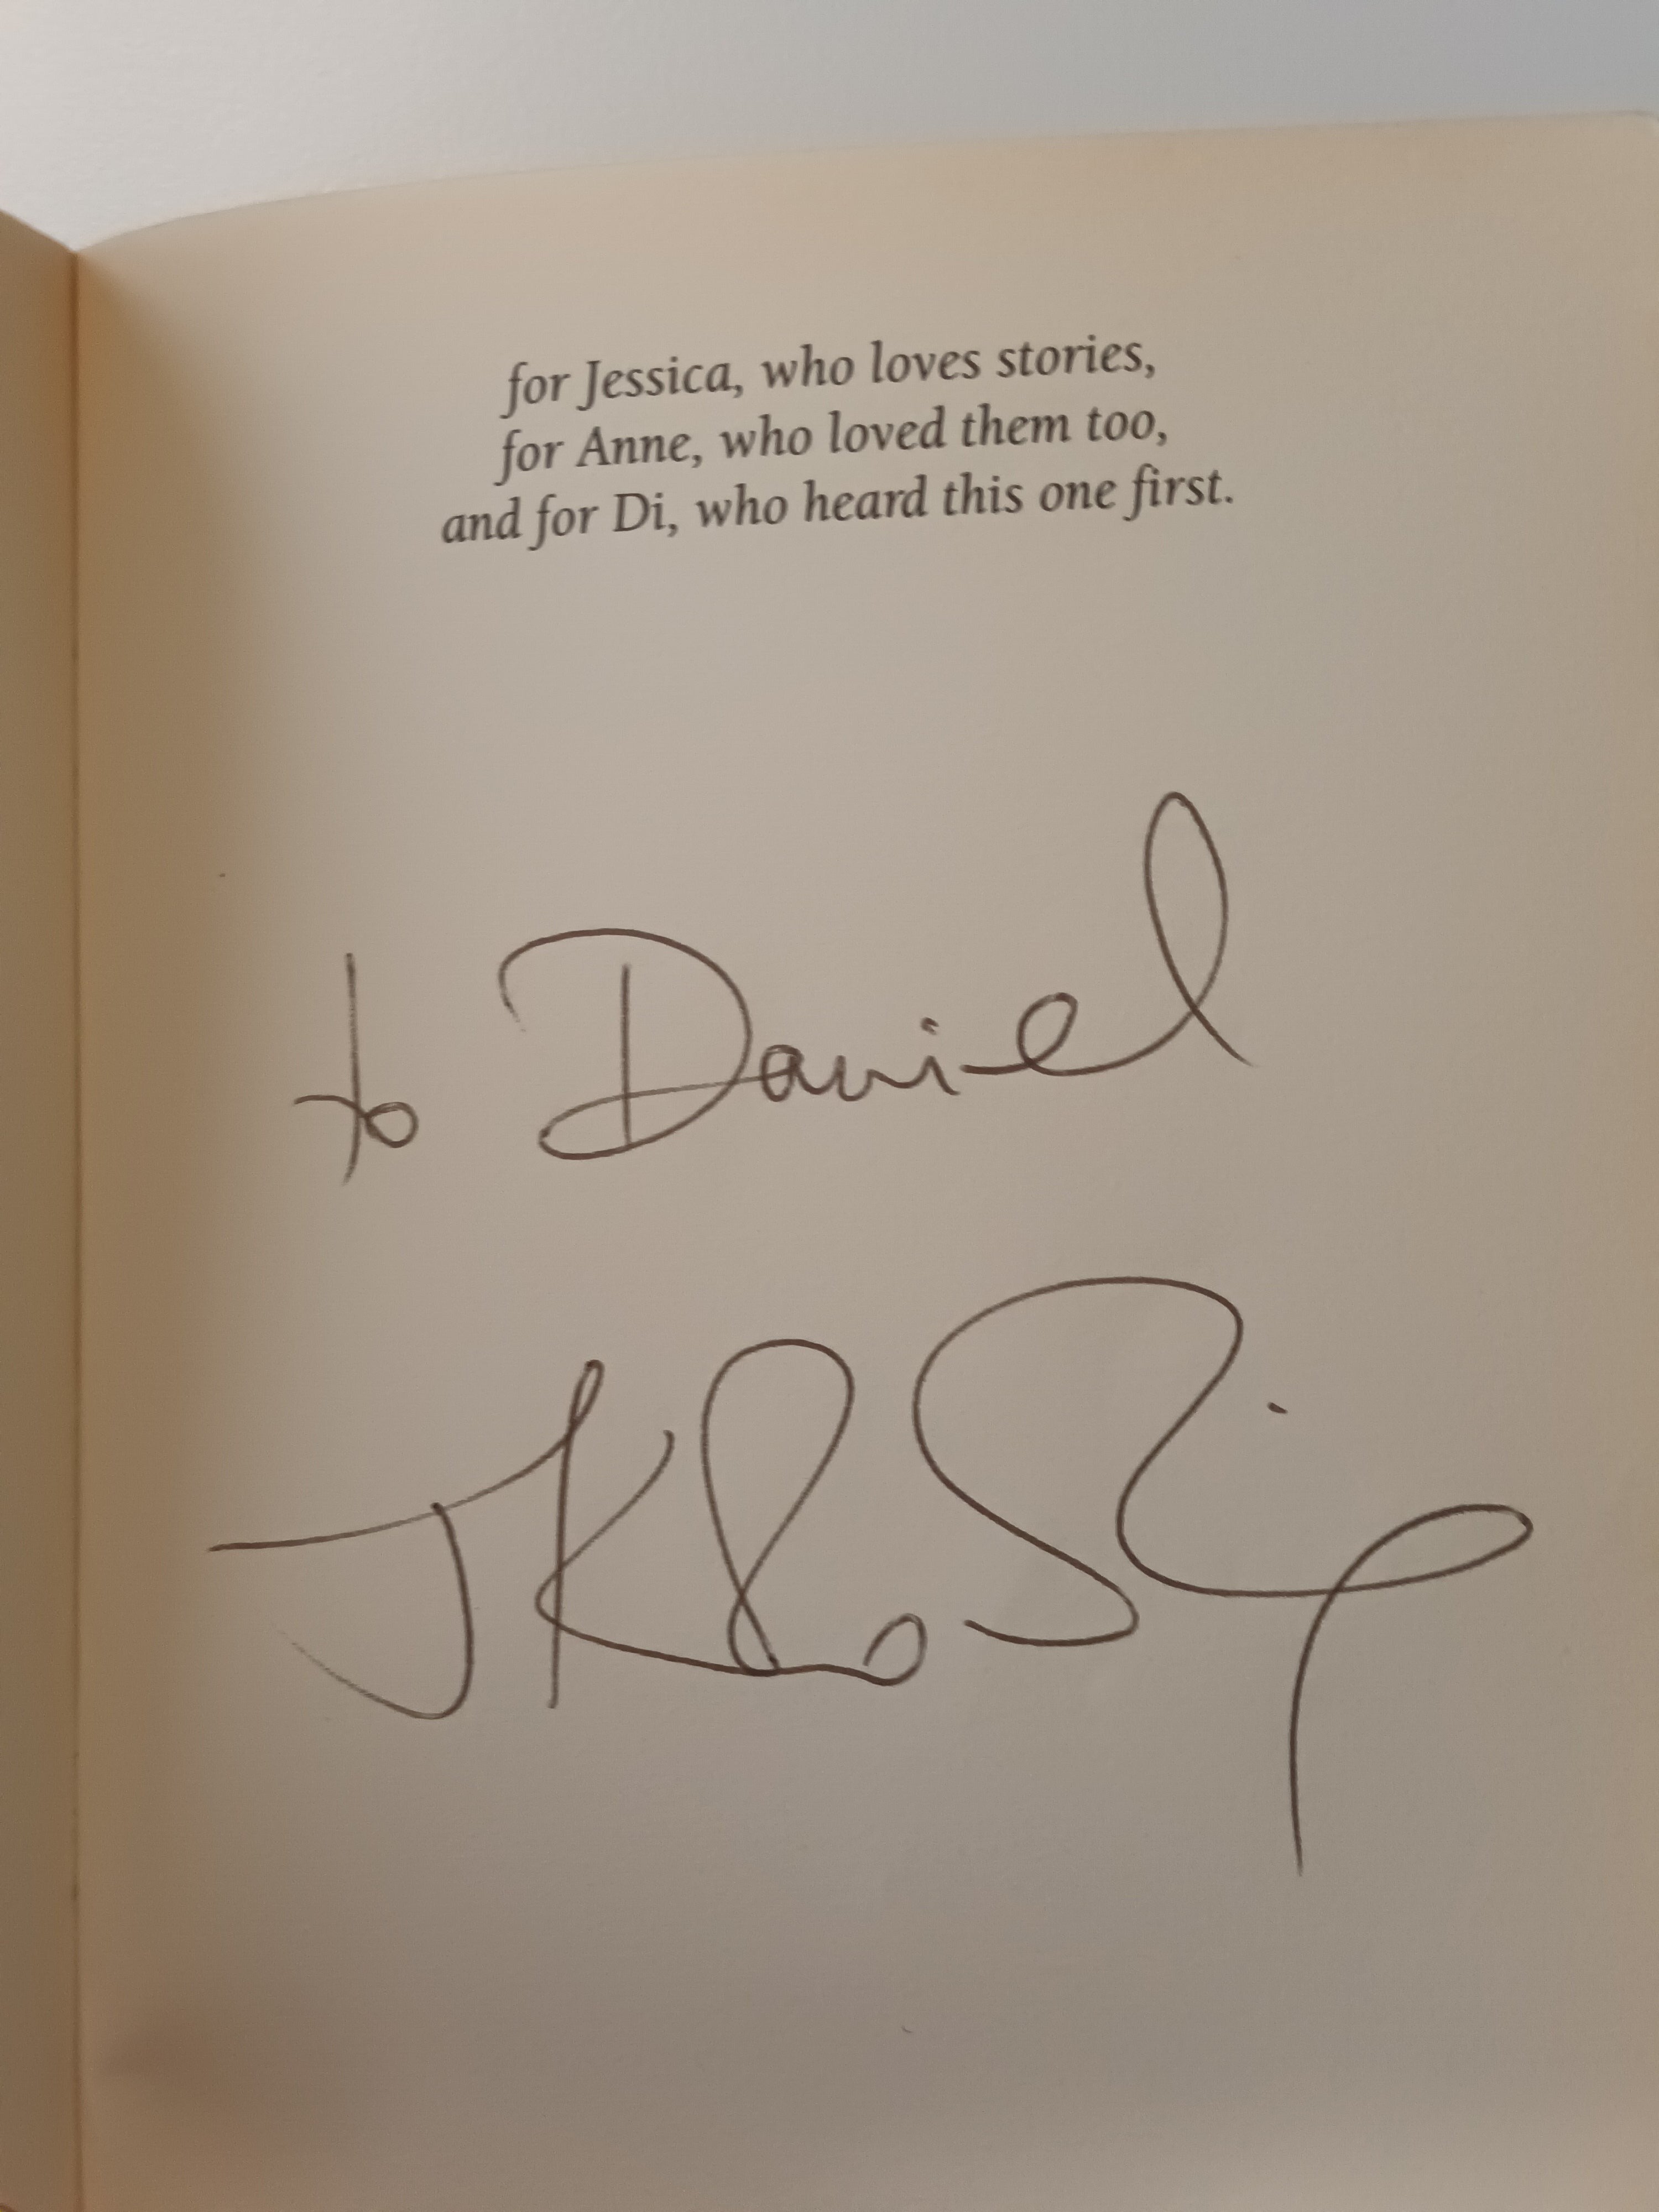 for Jessica, who loves stories,
for Anne, who loved them too,
and for Di, who heard this one first.
to Daniel
JK